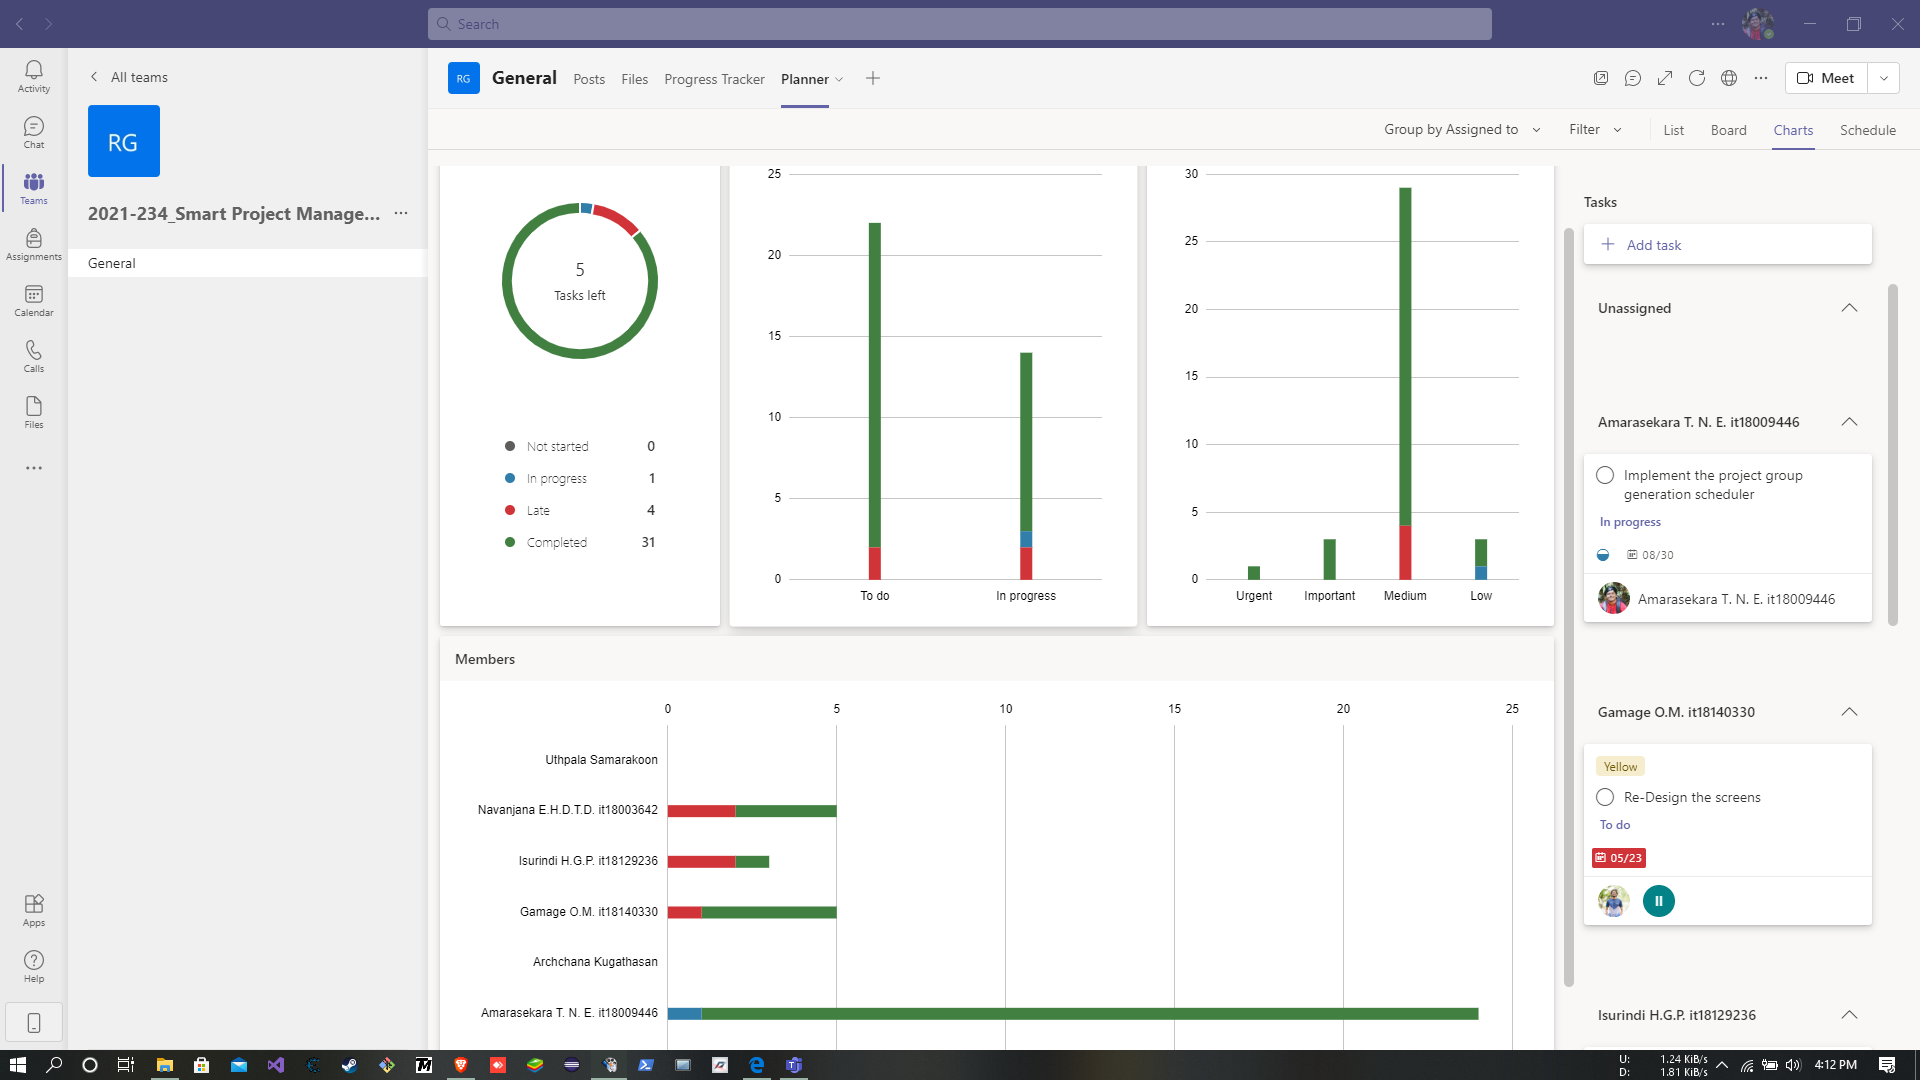 Search
Activity
Chat
Teams
Assignments
Calendar
Calls
Files
Apps
Help
All teams
RG
2021-234_Smart Project Manage...
General
RG
General
Posts
Files
Progress Tracker
Planner
Meet
Group by Assigned to
Filter
List
Board
Charts
Schedule
5
Tasks left
Not started 0
In progress 1
Late 4
Completed 31
25
20
15
10
5
0
To do
In progress
30
25
20
15
10
5
0
Urgent
Important
Medium
Low
Members
0
5
10
15
20
25
Uthpala Samarakoon
Navanjana E.H.D.T.D. it18003642
Isurindi H.G.P. it18129236
Gamage O.M. it18140330
Archchana Kugathasan
Amarasekara T. N. E. it18009446
Tasks
Add task
Unassigned
Amarasekara T. N. E. it18009446
Implement the project group
generation scheduler
In progress
08/30
Amarasekara T. N. E. it18009446
Gamage O.M. it18140330
Yellow
Re-Design the screens
To do
05/23
II
Isurindi H.G.P. it18129236
U: 1.24 KiB/s
D: 1.81 KiB/s
4:12 PM